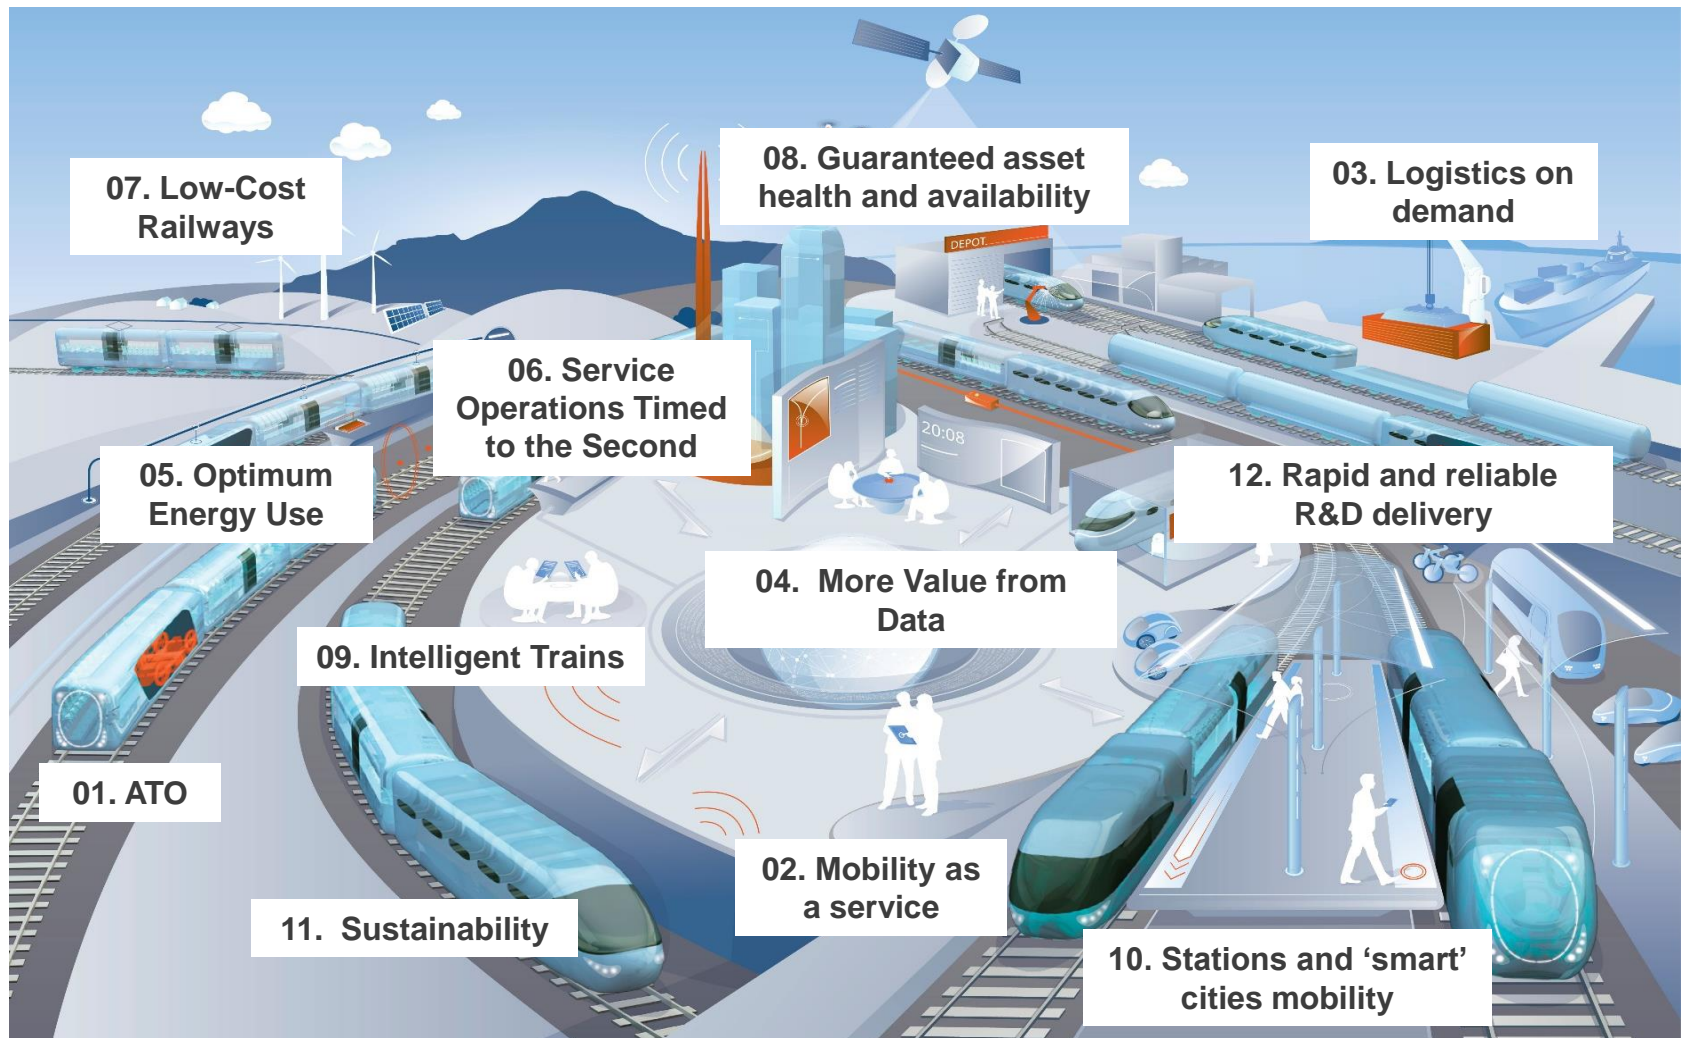 08. Guaranteed asset
health and availability
07. Low-Cost
Railways
03. Logistics on
demand
DEPOT
06. Service
Operations Timed
to the Second
20:08
05. Optimum
Energy Use
12. Rapid and reliable
R&D delivery
04. More Value from
Data
09. Intelligent Trains
01. ATO
02. Mobility as
a service
11. Sustainability
10. Stations and ‘smart’
cities mobility